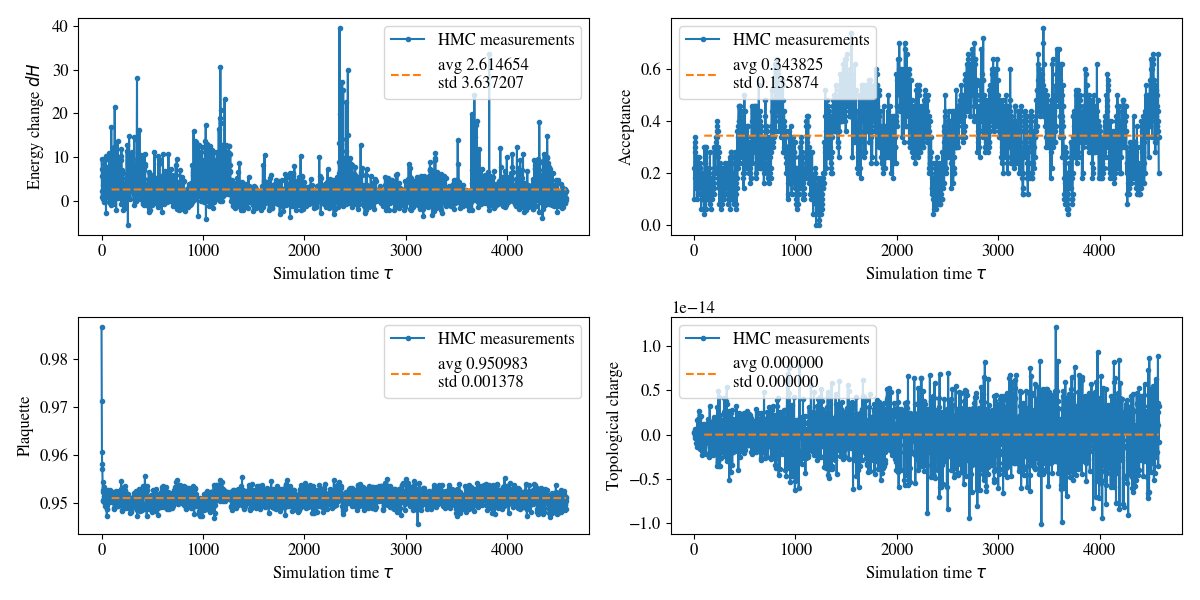 HMC measurements
avg 2.614654
std 3.637207
Energy change dH
40
30
20
10
0
0
1000
2000
3000
4000
Simulation time τ
HMC measurements
avg 0.343825
std 0.135874
Acceptance
0.6
0.4
0.2
0.0
0
1000
2000
3000
4000
Simulation time τ
HMC measurements
avg 0.950983
std 0.001378
Plaquette
0.98
0.97
0.96
0.95
0
1000
2000
3000
4000
Simulation time τ
1e−14
HMC measurements
avg 0.000000
std 0.000000
Topological charge
1.0
0.5
0.0
−0.5
−1.0
0
1000
2000
3000
4000
Simulation time τ